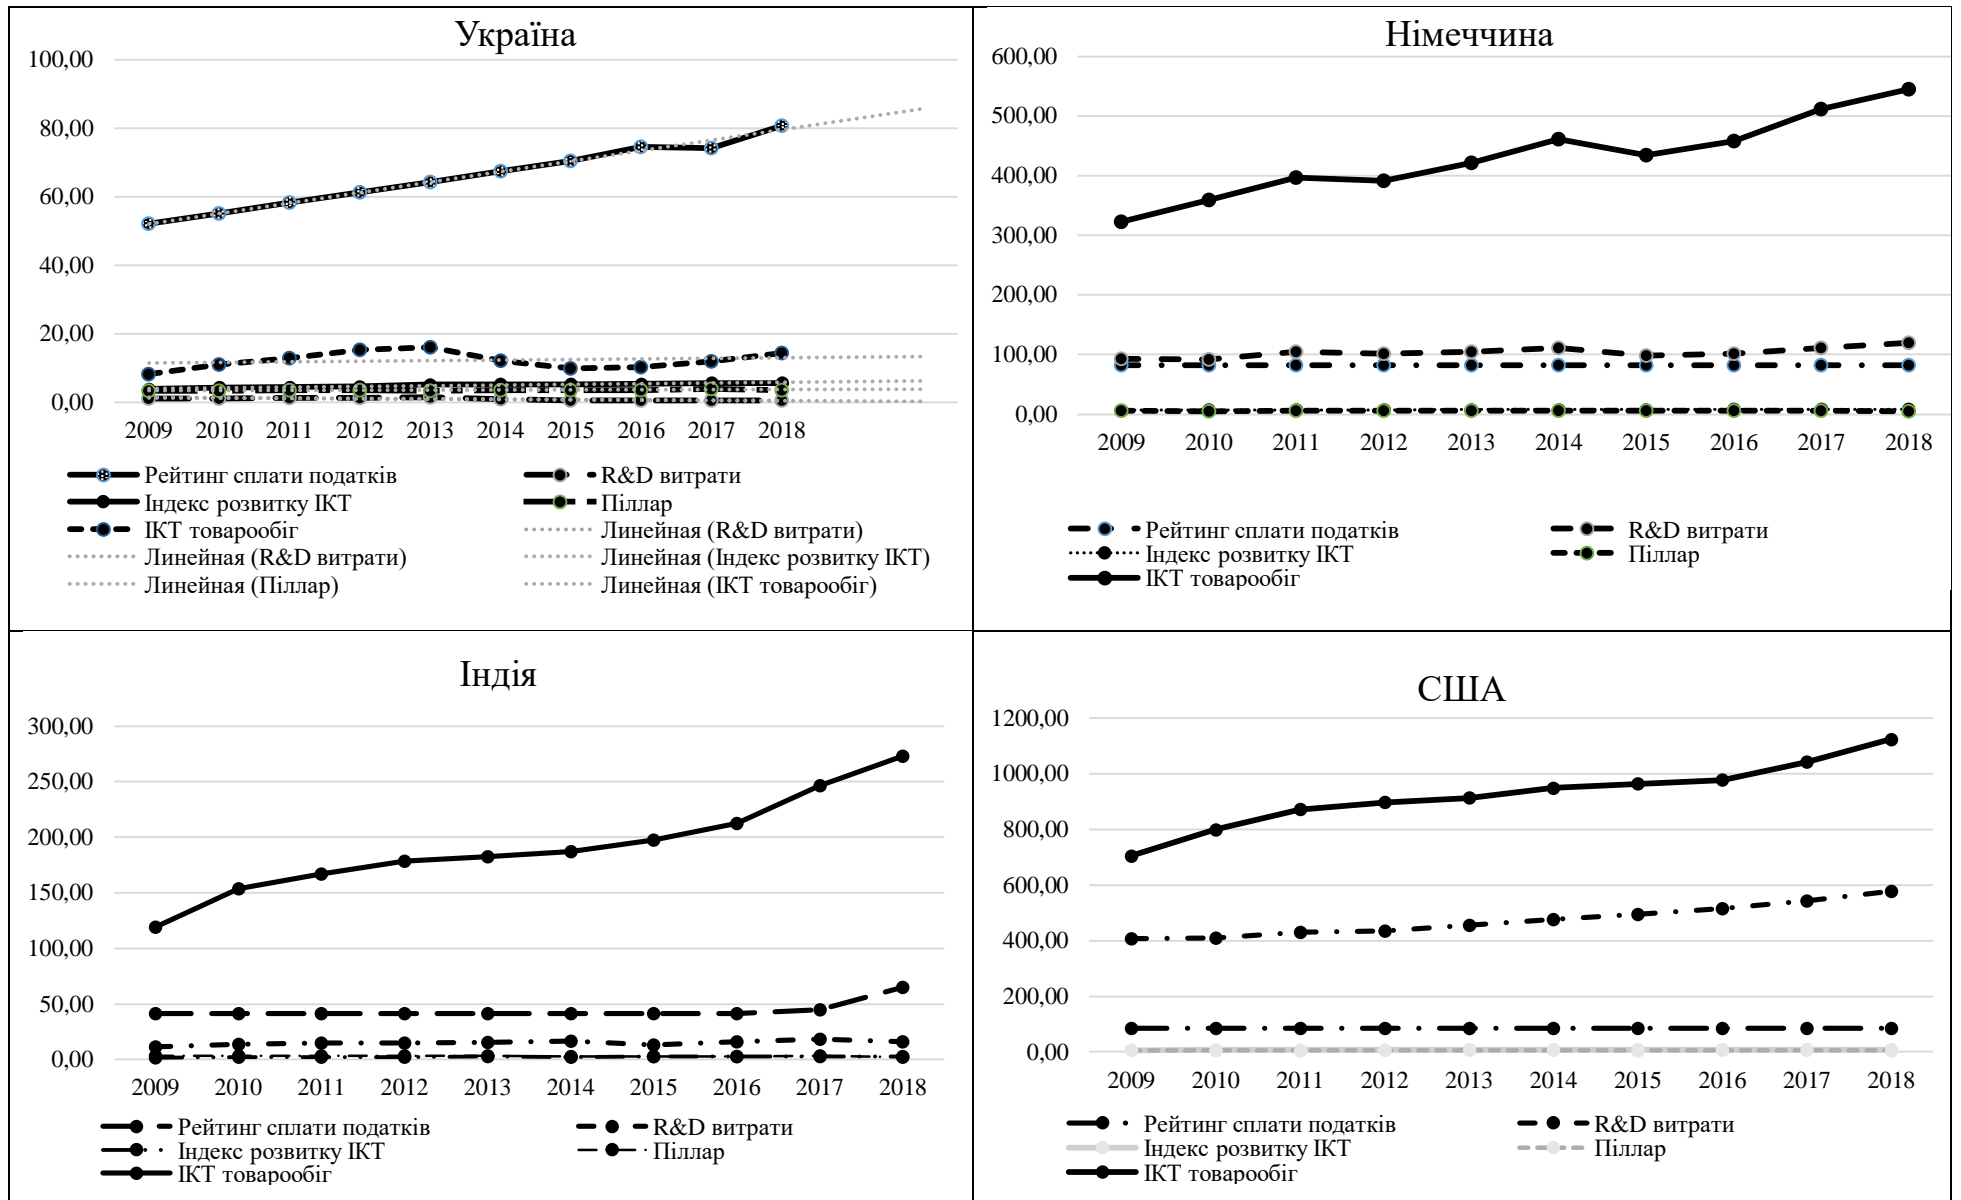 Україна
100,00
80,00
60,00
40,00
20,00
0,00
2009 2010 2011 2012 2013 2014 2015 2016 2017 2018
Рейтинг сплати податків R&D витрати
Індекс розвитку ІКТ Піллар
ІКТ товарообіг Линейная (R&D витрати)
Линейная (R&D витрати) Линейная (Індекс розвитку ІКТ)
Линейная (Піллар) Линейная (ІКТ товарообіг)
Німеччина
600,00
500,00
400,00
300,00
200,00
100,00
0,00
2009 2010 2011 2012 2013 2014 2015 2016 2017 2018
Рейтинг сплати податків R&D витрати
Індекс розвитку ІКТ Піллар
ІКТ товарообіг
Індія
300,00
250,00
200,00
150,00
100,00
50,00
0,00
2009 2010 2011 2012 2013 2014 2015 2016 2017 2018
Рейтинг сплати податків R&D витрати
Індекс розвитку ІКТ Піллар
ІКТ товарообіг
США
1200,00
1000,00
800,00
600,00
400,00
200,00
0,00
2009 2010 2011 2012 2013 2014 2015 2016 2017 2018
Рейтинг сплати податків R&D витрати
Індекс розвитку ІКТ Піллар
ІКТ товарообіг